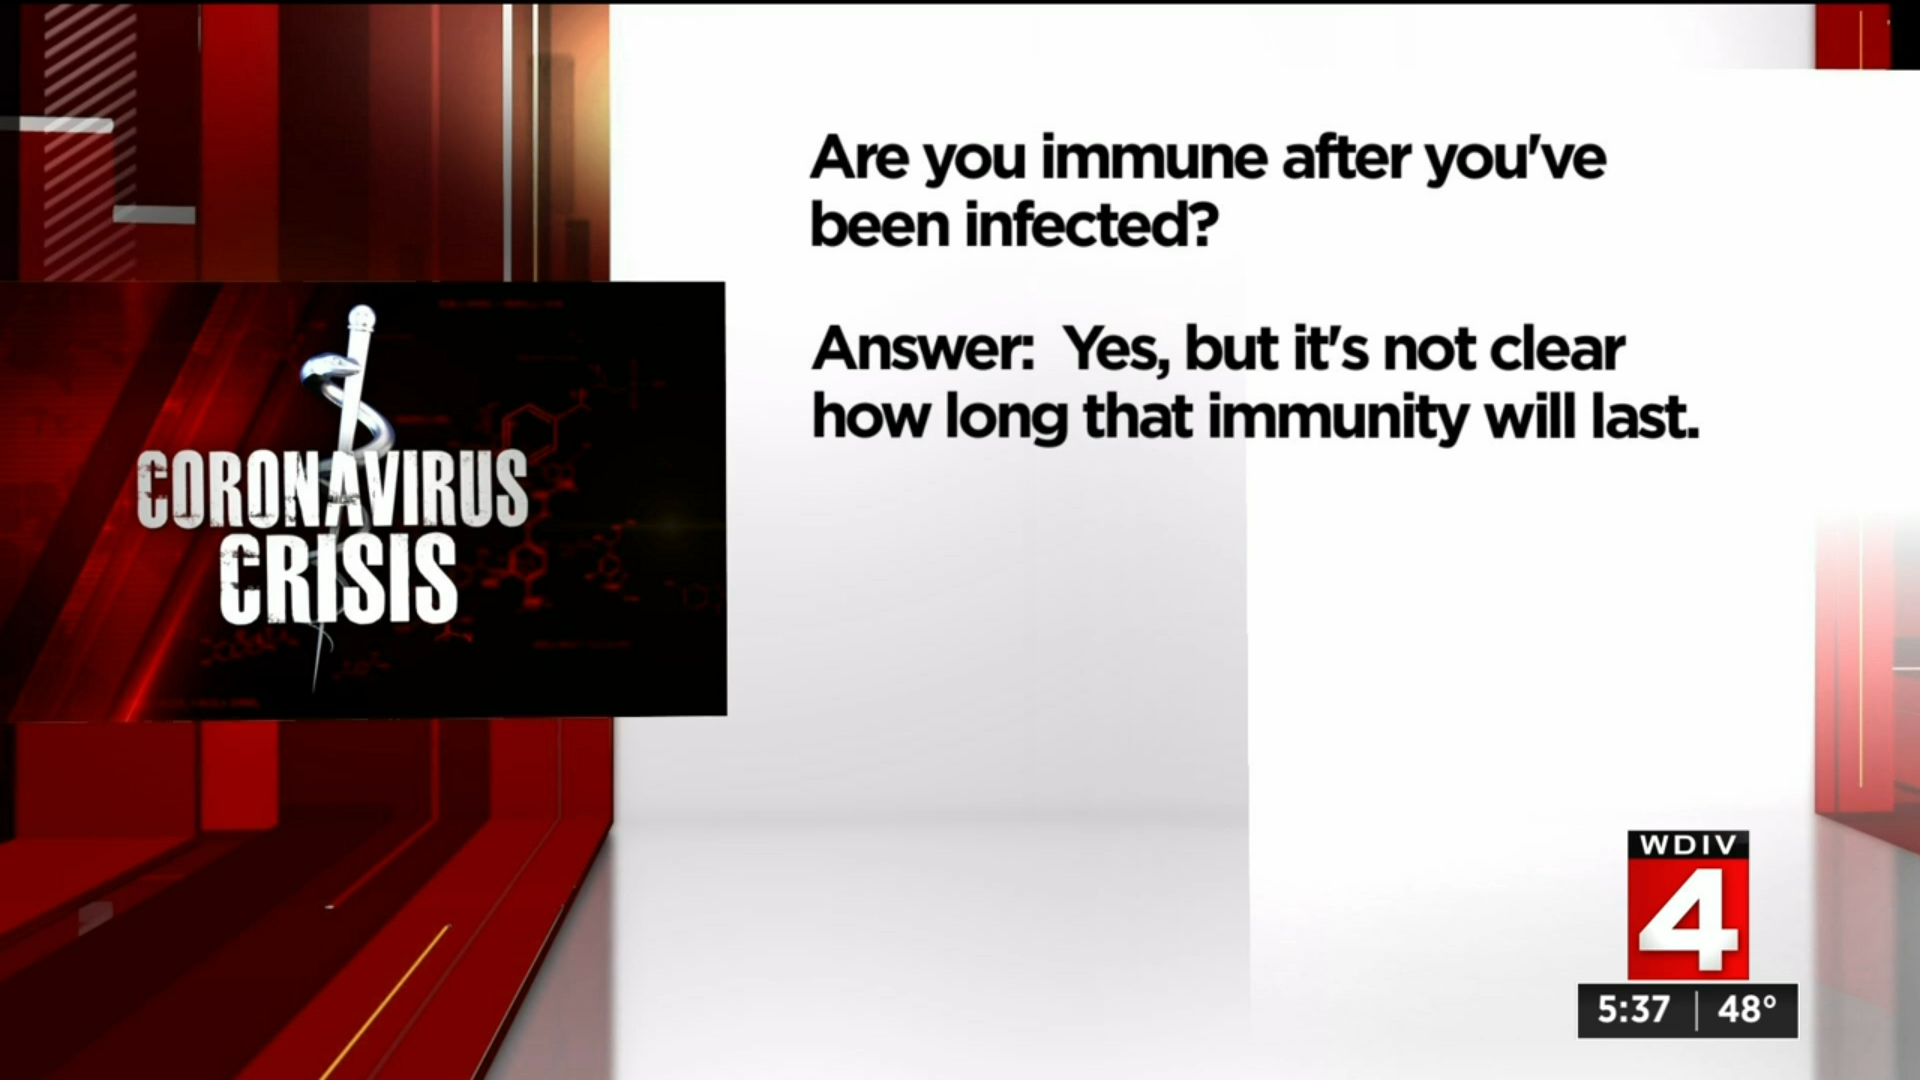 Are you immune after you've
been infected?
Answer: Yes, but it's not clear
how long that immunity will last.
CORONAVIRUS
CRISIS
WDIV
4
5:37 48°